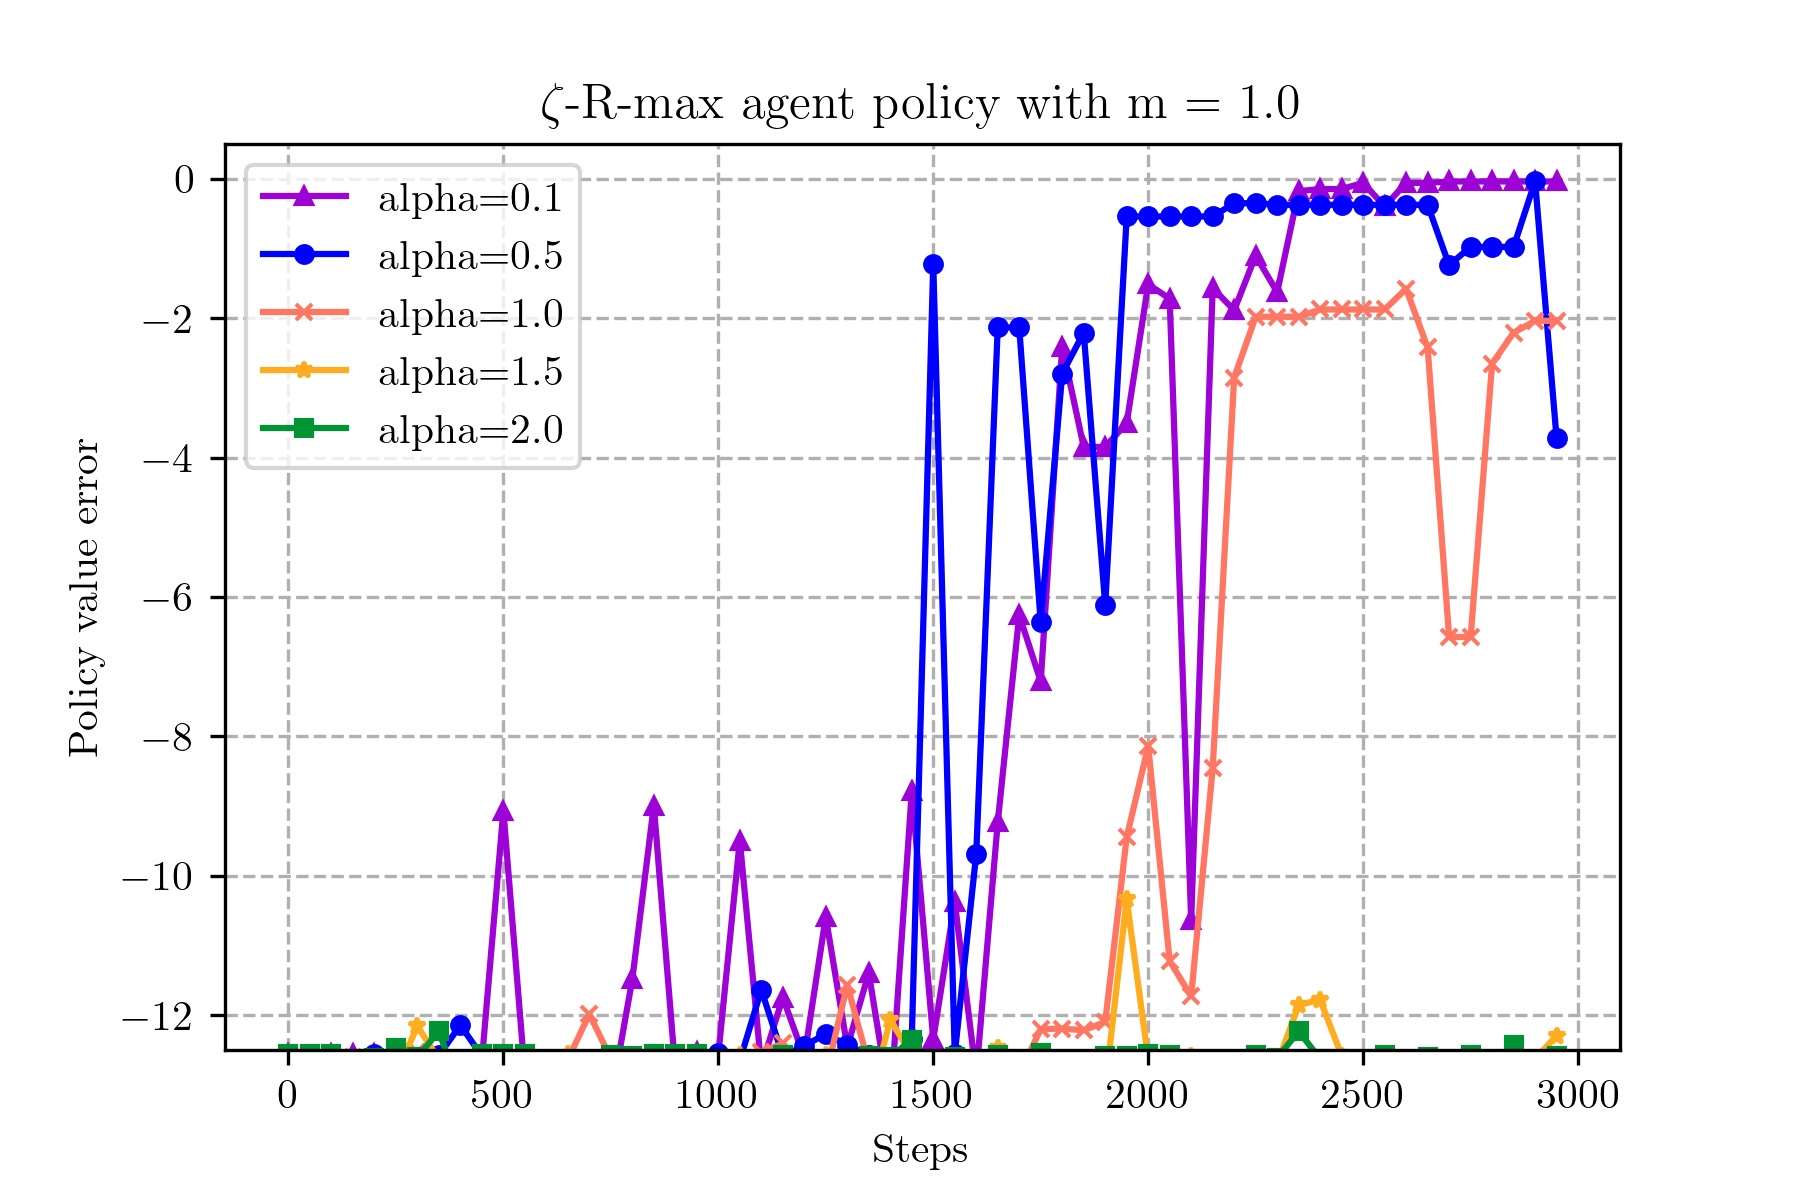 ζ-R-max agent policy with m = 1.0
alpha=0.1
alpha=0.5
alpha=1.0
alpha=1.5
alpha=2.0
Policy value error
0
−2
−4
−6
−8
−10
−12
0 500 1000 1500 2000 2500 3000
Steps